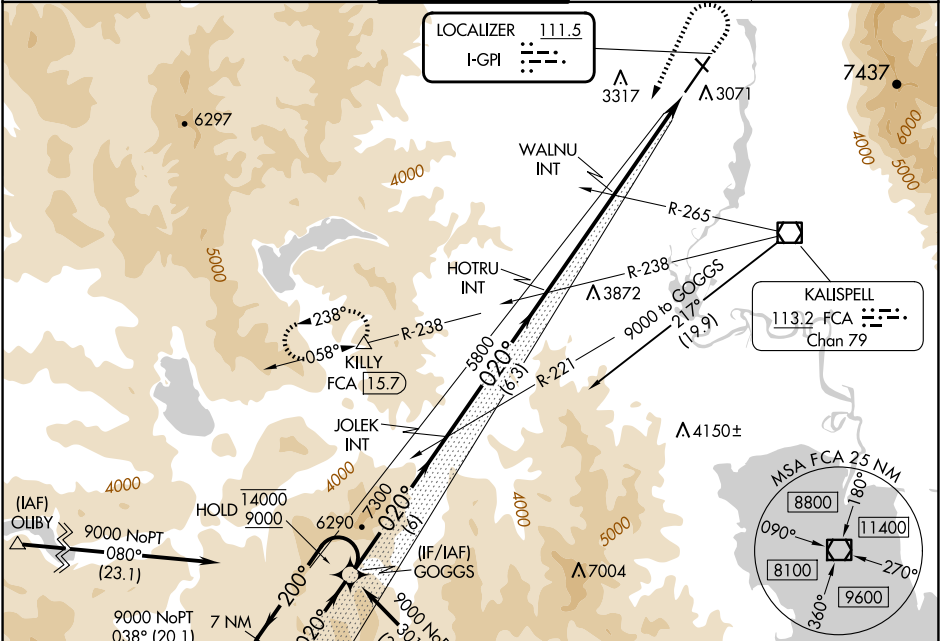 LOCALIZER 111.5
I-GPI
3317
3071
7437
6297
4000
6000
5000
4000
WALNU
INT
R-265
5000
HOTRU
INT
R-238
3872
9000 to GOGGS
217°
(19.9)
KALISPELL
113.2 FCA
Chan 79
238°
058°
R-238
KILLY
FCA 15.7
5800
020°
(6.3)
R-221
JOLEK
INT
4150±
4000
4000
HOLD
14000
9000
6290
7300
020°
4000
5000
MSA FCA 25 NM
8800
180°
090°
11400
8100
270°
360°
9600
(IAF)
OLIBY
9000 NoPT
080°
(23.1)
(IF/IAF)
GOGGS
7004
200°
9000 NoPT
038° (20.1)
7 NM
020°
9000 NoPT